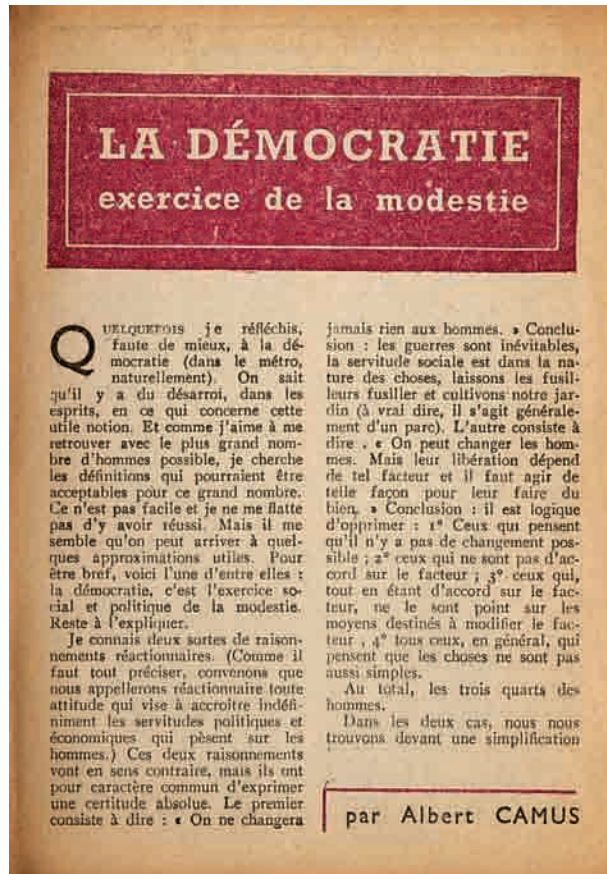 LA DÉMOCRATIE
exercice de la modestie
QUELQUEFOIS je réfléchis,
faute de mieux, à la dé-
mocratie (dans le métro,
naturellement). On sait
qu'il y a du désarroi, dans les
esprits, en ce qui concerne cette
utile notion. Et comme j'aime à me
retrouver avec le plus grand nom-
bre d'hommes possible, je cherche
les définitions qui pourraient être
acceptables pour ce grand nombre.
Ce n'est pas facile et je ne me flatte
pas d'y avoir réussi. Mais il me
semble qu'on peut arriver à quel-
ques approximations utiles. Pour
être bref, voici l'une d'entre elles :
la démocratie, c'est l'exercice so-
cial et politique de la modestie.
Reste à l'expliquer.
Je connais deux sortes de raison-
nements réactionnaires. (Comme il
faut tout préciser, convenons que
nous appellerons réactionnaire toute
attitude qui vise à accroître indéfi-
niment les servitudes politiques et
économiques qui pèsent sur les
hommes.) Ces deux raisonnements
vont en sens contraire, mais ils ont
pour caractère commun d'exprimer
une certitude absolue. Le premier
consiste à dire : « On ne changera
jamais rien aux hommes. » Conclu-
sion : les guerres sont inévitables,
la servitude sociale est dans la na-
ture des choses, laissons les fusil-
leurs fusiller et cultivons notre jar-
din (à vrai dire, il s'agit générale-
ment d'un parc). L'autre consiste à
dire . « On peut changer les hom-
mes. Mais leur libération dépend
de tel facteur et il faut agir de
telle façon pour leur faire du
bien. » Conclusion : il est logique
d'opprimer : 1° Ceux qui pensent
qu'il n'y a pas de changement pos-
sible ; 2° ceux qui ne sont pas d'ac-
cord sur le facteur ; 3° ceux qui,
tout en étant d'accord sur le fac-
teur, ne le sont point sur les
moyens destinés à modifier le fac-
teur , 4° tous ceux, en général, qui
pensent que les choses ne sont pas
aussi simples.
Au total, les trois quarts des
hommes.
Dans les deux cas, nous nous
trouvons devant une simplification
par Albert CAMUS